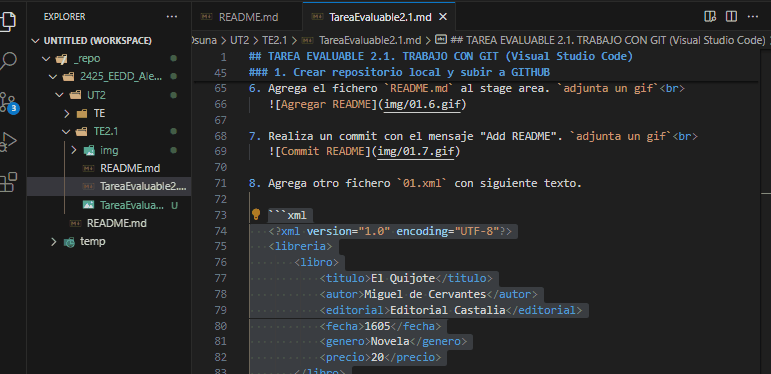 EXPLORER
UNTITLED (WORKSPACE)
_repo
2425_EEDD_Ale...
UT2
TE
TE2.1
img
README.md
TareaEvaluable2....
TareaEvalua... U
README.md
temp
3
README.md
TareaEvaluable2.1.md
Osuna > UT2 > TE2.1 > TareaEvaluable2.1.md > ## TAREA EVALUABLE 2.1. TRABAJO CON GIT (Visual Studio Code)
1 ## TAREA EVALUABLE 2.1. TRABAJO CON GIT (Visual Studio Code)
45 ### 1. Crear repositorio local y subir a GITHUB
65 6. Agrega el fichero `README.md` al stage area. `adjunta un gif`<br>
66 ![Agregar README](img/01.6.gif)
67
68 7. Realiza un commit con el mensaje "Add README". `adjunta un gif`<br>
69 ![Commit README](img/01.7.gif)
70
71 8. Agrega otro fichero `01.xml` con siguiente texto.
72
73 ```xml
74 <?xml version="1.0" encoding="UTF-8"?>
75 <libreria>
76 <libro>
77 <titulo>El Quijote</titulo>
78 <autor>Miguel de Cervantes</autor>
79 <editorial>Editorial Castalia</editorial>
80 <fecha>1605</fecha>
81 <genero>Novela</genero>
82 <precio>20</precio>
83 </libro>